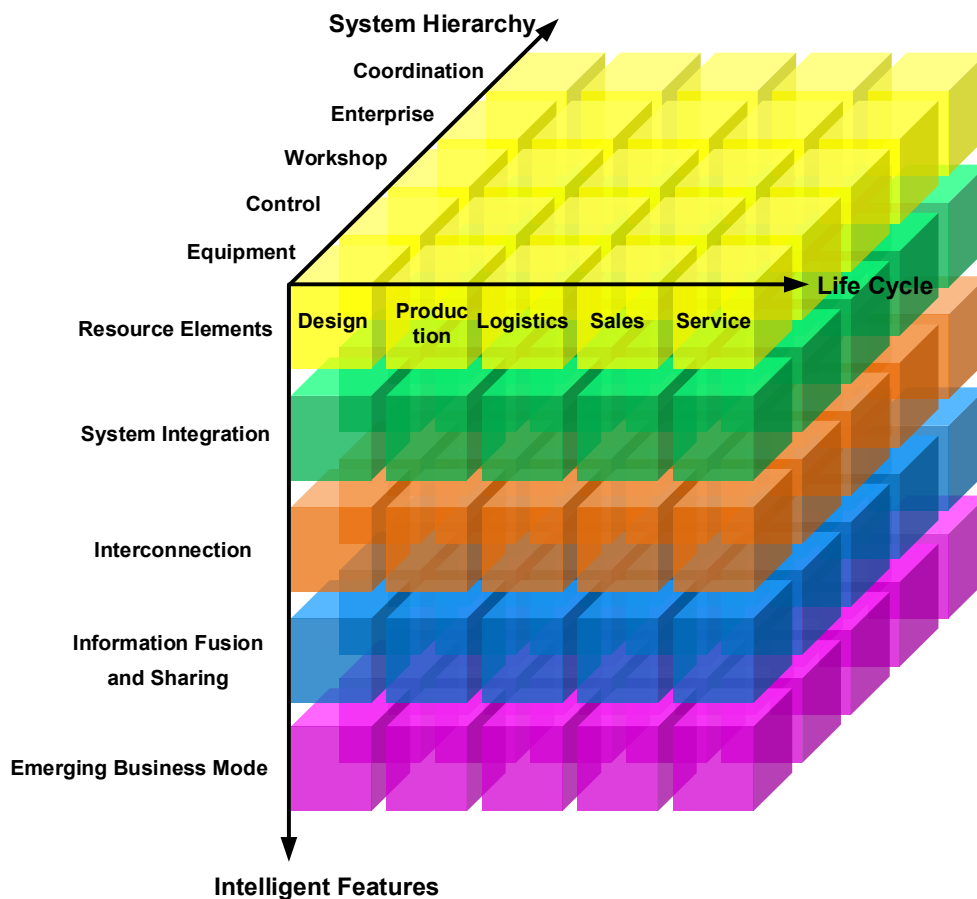 System Hierarchy
Coordination
Enterprise
Workshop
Control
Equipment
Life Cycle
Resource Elements
Design
Produc
tion
Logistics
Sales
Service
System Integration
Interconnection
Information Fusion
and Sharing
Emerging Business Mode
Intelligent Features